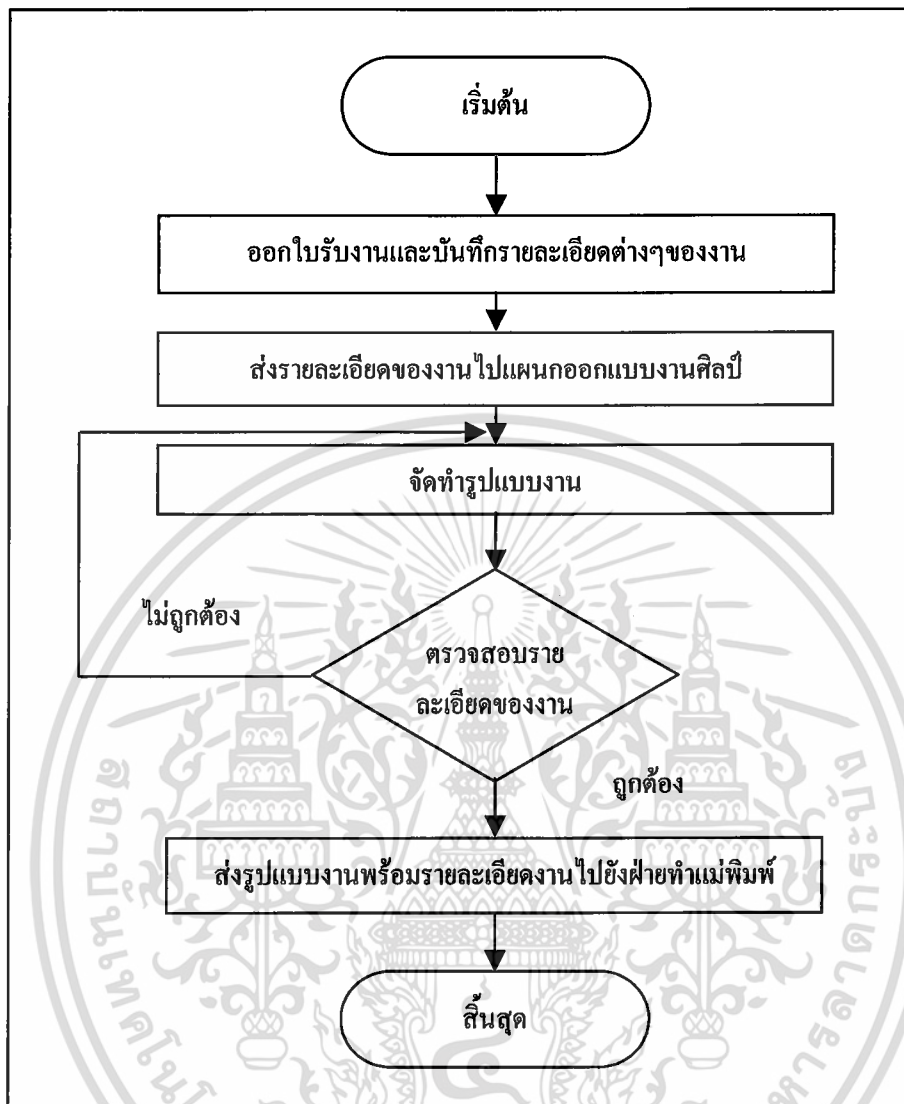 เริ่มต้น
ออกใบรับงานและบันทึกรายละเอียดต่างๆของงาน
ส่งรายละเอียดของงานไปแผนกออกแบบงานศิลป์
จัดทำรูปแบบงาน
ไม่ถูกต้อง
ตรวจสอบราย
ละเอียดของงาน
ถูกต้อง
ส่งรูปแบบงานพร้อมรายละเอียดงานไปยังฝ่ายทำแม่พิมพ์
สิ้นสุด